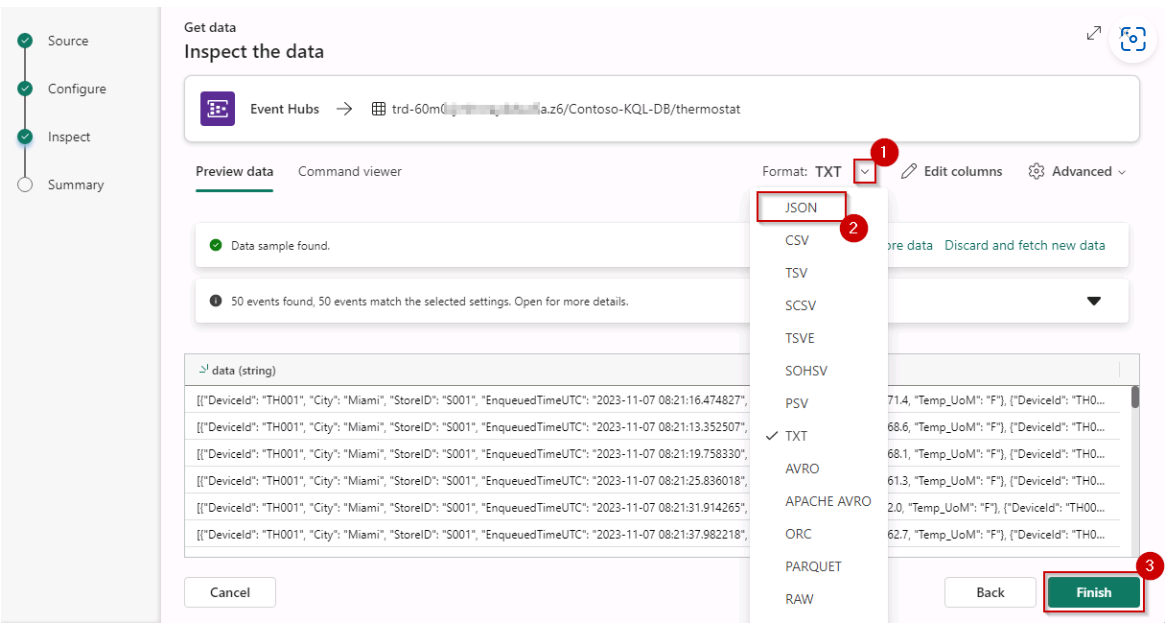 Get data
Source
Inspect the data
Configure
Event Hubs → trd-60m a.z6/Contoso-KQL-DB/thermostat
Inspect
1
Preview data Command viewer Format: TXT Edit columns Advanced
Summary
JSON
2
CSV
Data sample found. re data Discard and fetch new data
TSV
50 events found, 50 events match the selected settings. Open for more details. SCSV
TSVE
data (string) SOHSV
[{"DeviceId": "TH001", "City": "Miami", "StoreID": "S001", "EnqueuedTimeUTC": "2023-11-07 08:21:16.474827", PSV 71.4, "Temp_UoM": "F"}, {"DeviceId": "TH0...
[{"DeviceId": "TH001", "City": "Miami", "StoreID": "S001", "EnqueuedTimeUTC": "2023-11-07 08:21:13.352507", TXT 68.6, "Temp_UoM": "F"}, {"DeviceId": "TH0...
[{"DeviceId": "TH001", "City": "Miami", "StoreID": "S001", "EnqueuedTimeUTC": "2023-11-07 08:21:19.758330", 68.1, "Temp_UoM": "F"}, {"DeviceId": "TH0...
AVRO
[{"DeviceId": "TH001", "City": "Miami", "StoreID": "S001", "EnqueuedTimeUTC": "2023-11-07 08:21:25.836018", 61.3, "Temp_UoM": "F"}, {"DeviceId": "TH0...
[{"DeviceId": "TH001", "City": "Miami", "StoreID": "S001", "EnqueuedTimeUTC": "2023-11-07 08:21:31.914265", APACHE AVRO 2.0, "Temp_UoM": "F"}, {"DeviceId": "TH00...
[{"DeviceId": "TH001", "City": "Miami", "StoreID": "S001", "EnqueuedTimeUTC": "2023-11-07 08:21:37.982218", ORC 62.7, "Temp_UoM": "F"}, {"DeviceId": "TH0...
PARQUET
3
Cancel RAW Back Finish